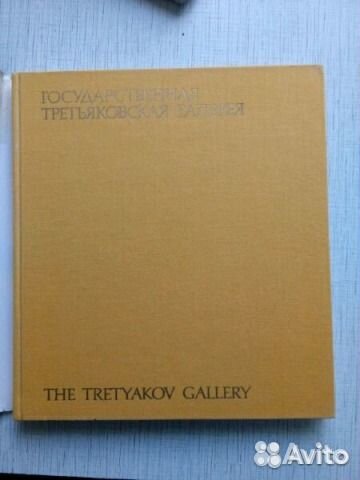 ГОСУДАРСТВЕННАЯ
ТРЕТЬЯКОВСКАЯ ГАЛЕРЕЯ
THE TRETYAKOV GALLERY
Avito